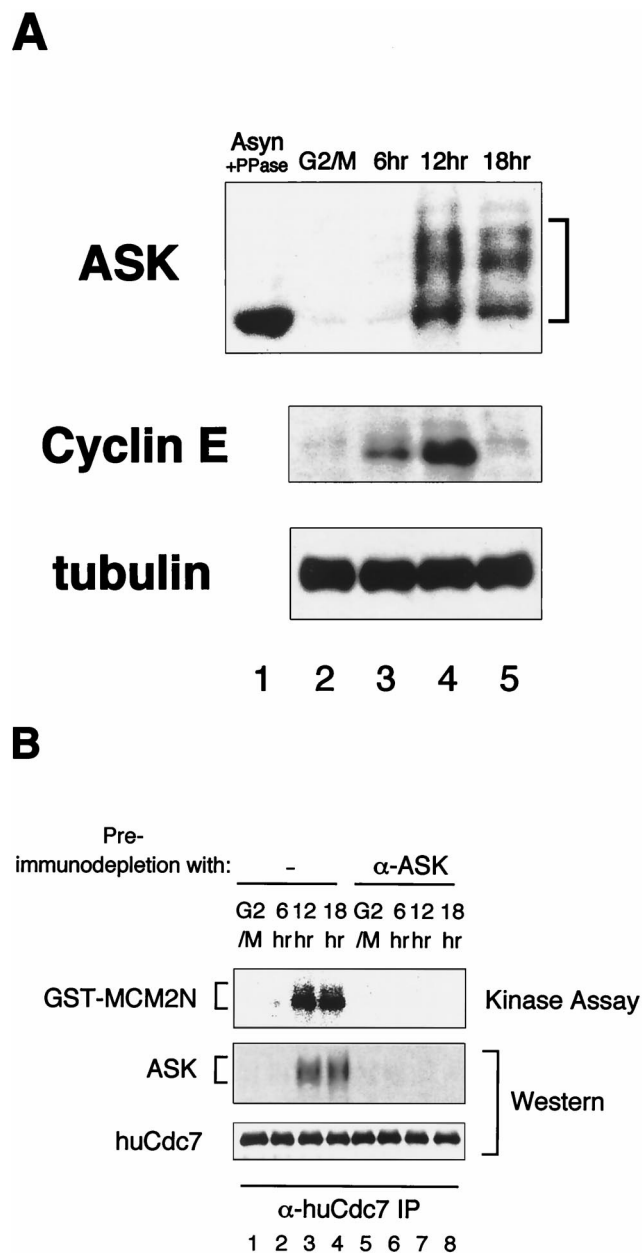 A
Asyn
+PPase G2/M 6hr 12hr 18hr
ASK
Cyclin E
tubulin
1 2 3 4 5
B
Pre-
immunodepletion with: – α-ASK
G2 6 12 18 G2 6 12 18
/M hr hr hr /M hr hr hr
GST-MCM2N Kinase Assay
ASK
Western
huCdc7
α-huCdc7 IP
1 2 3 4 5 6 7 8